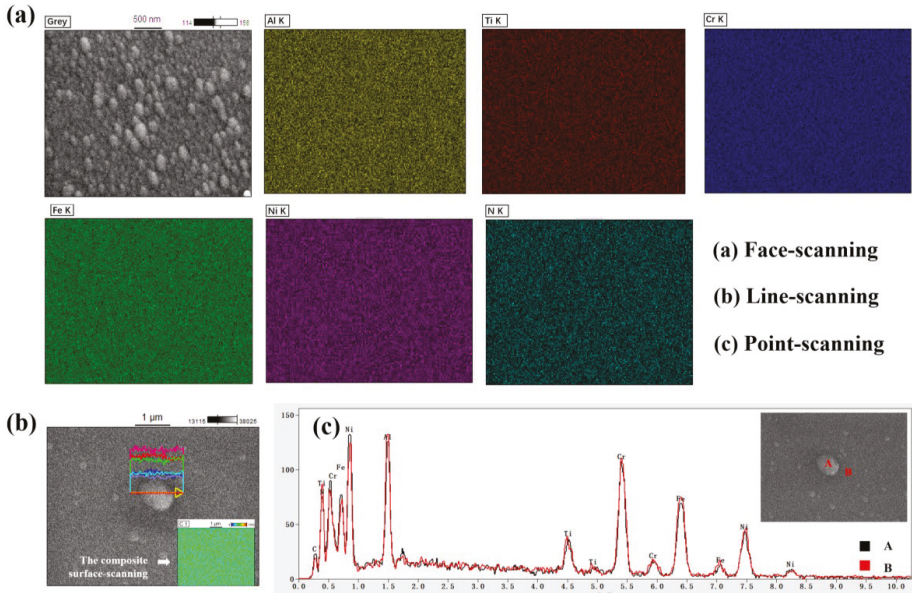 (a)
Grey
500 nm
114
158
Al K
Ti K
Cr K
Fe K
Ni K
N K
(a) Face-scanning
(b) Line-scanning
(c) Point-scanning
(b)
1 μm
13115
38025
1 μm
The composite
surface-scanning
(c)
150
100
50
0
C
Ti
Cr
Fe
Ni
Al
Ti
Ti
Cr
Cr
Fe
Fe
Ni
Ni
A
B
A
B
0.0 0.5 1.0 1.5 2.0 2.5 3.0 3.5 4.0 4.5 5.0 5.5 6.0 6.5 7.0 7.5 8.0 8.5 9.0 9.5 10.0